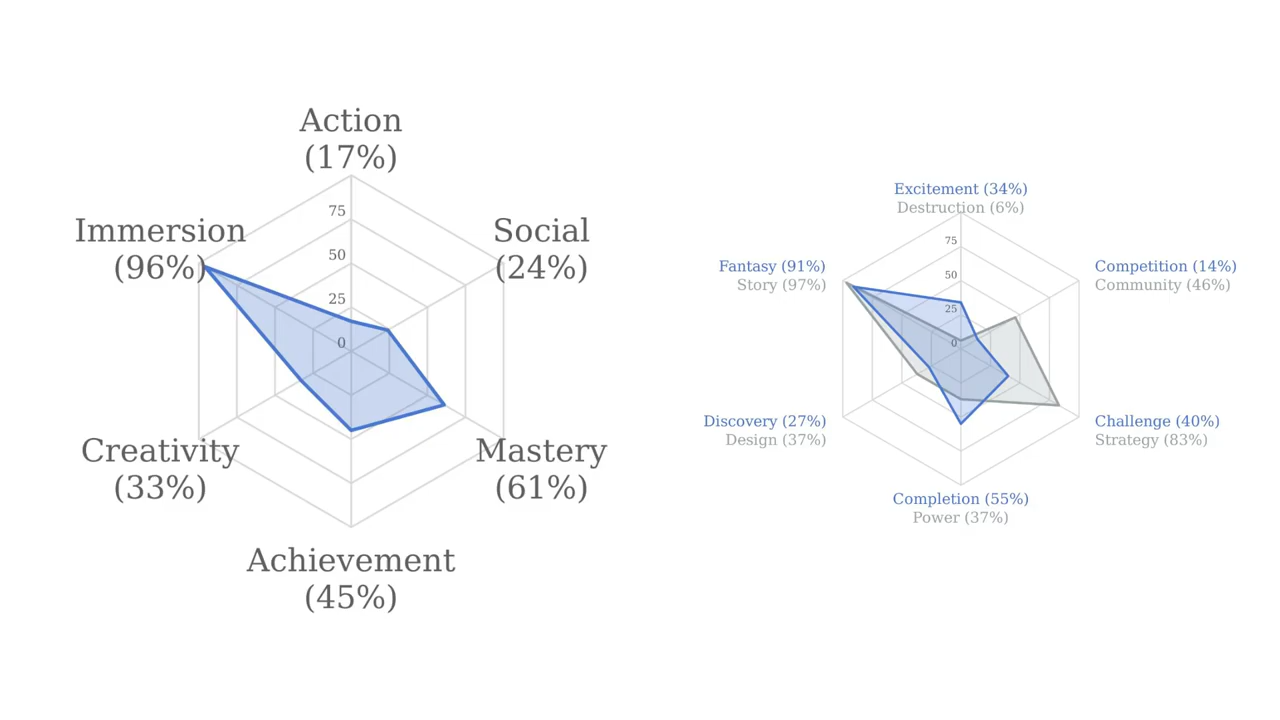 Action
(17%)
Immersion
(96%)
Social
(24%)
75
50
25
0
Creativity
(33%)
Mastery
(61%)
Achievement
(45%)
Excitement (34%)
Destruction (6%)
Fantasy (91%)
Story (97%)
Competition (14%)
Community (46%)
75
50
25
0
Discovery (27%)
Design (37%)
Challenge (40%)
Strategy (83%)
Completion (55%)
Power (37%)